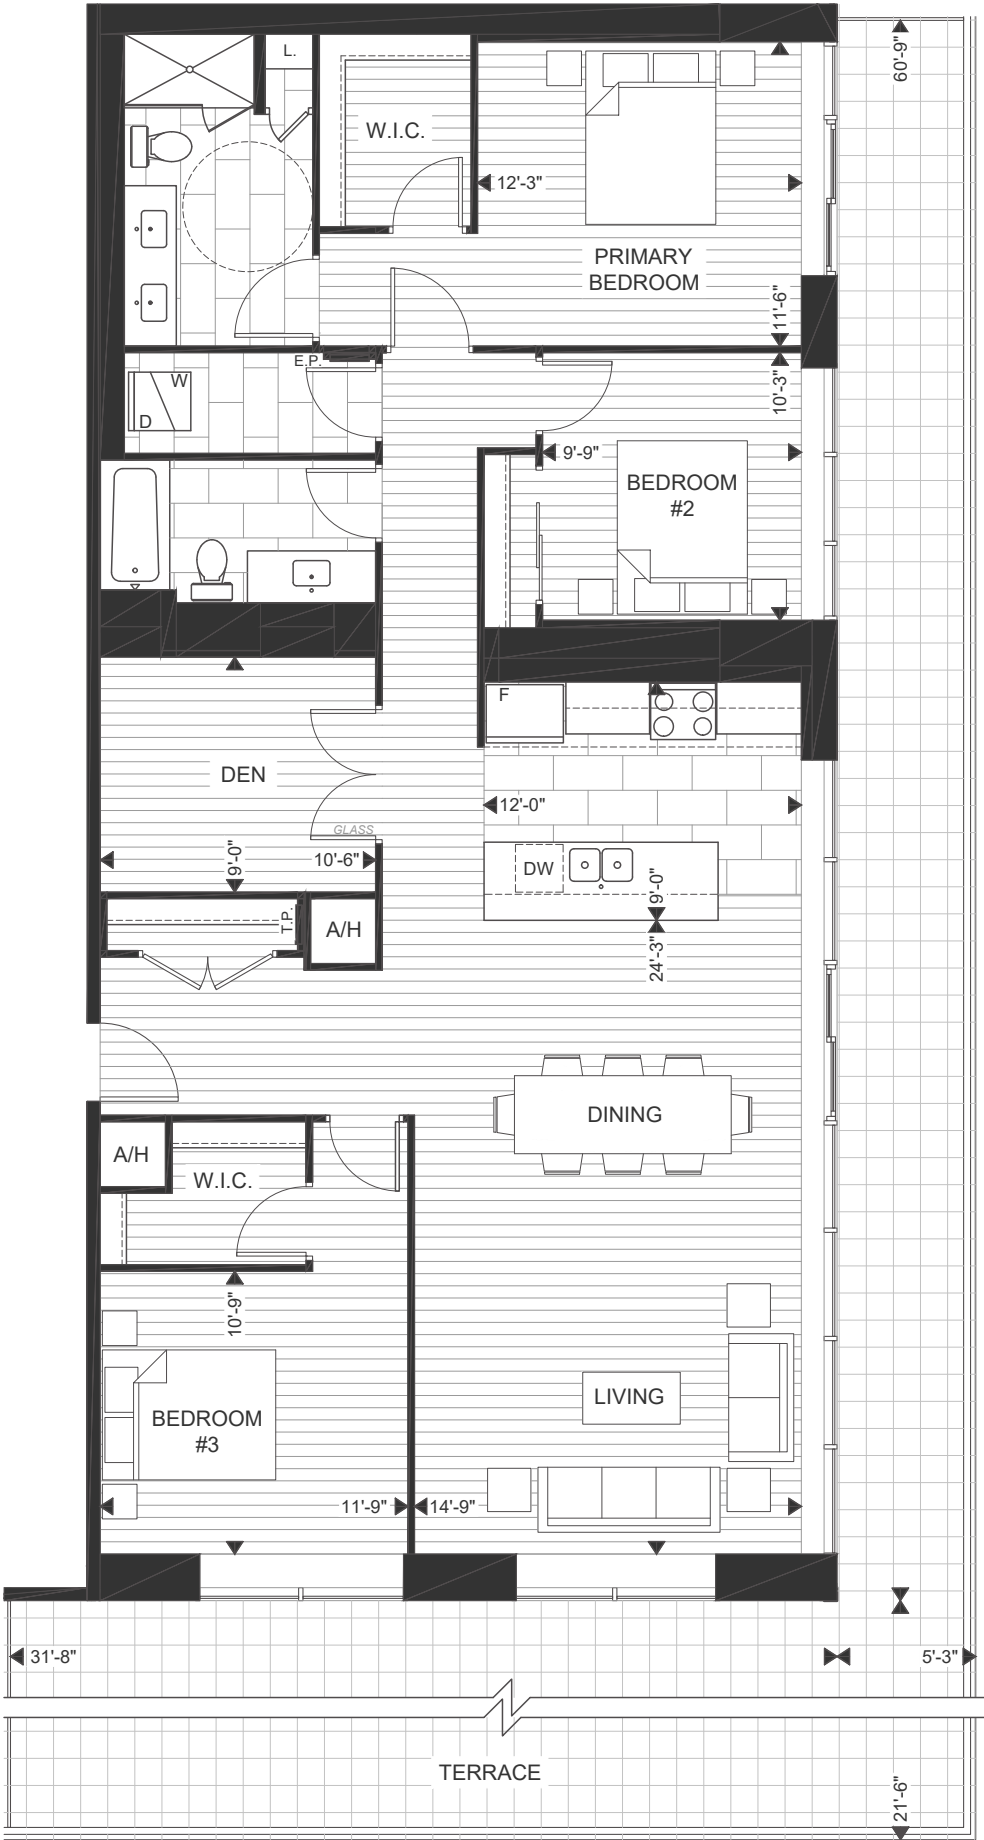 L.
60'-9"
W.I.C.
12'-3"
PRIMARY
BEDROOM
11'-6"
E.P.
W
D
10'-3"
9'-9"
BEDROOM
#2
F
DEN
12'-0"
GLASS
9'-0"
10'-6"
DW
9'-0"
24'-3"
T.P.
A/H
DINING
A/H
W.I.C.
10'-9"
LIVING
BEDROOM
#3
11'-9"
14'-9"
31'-8"
5'-3"
TERRACE
21'-6"